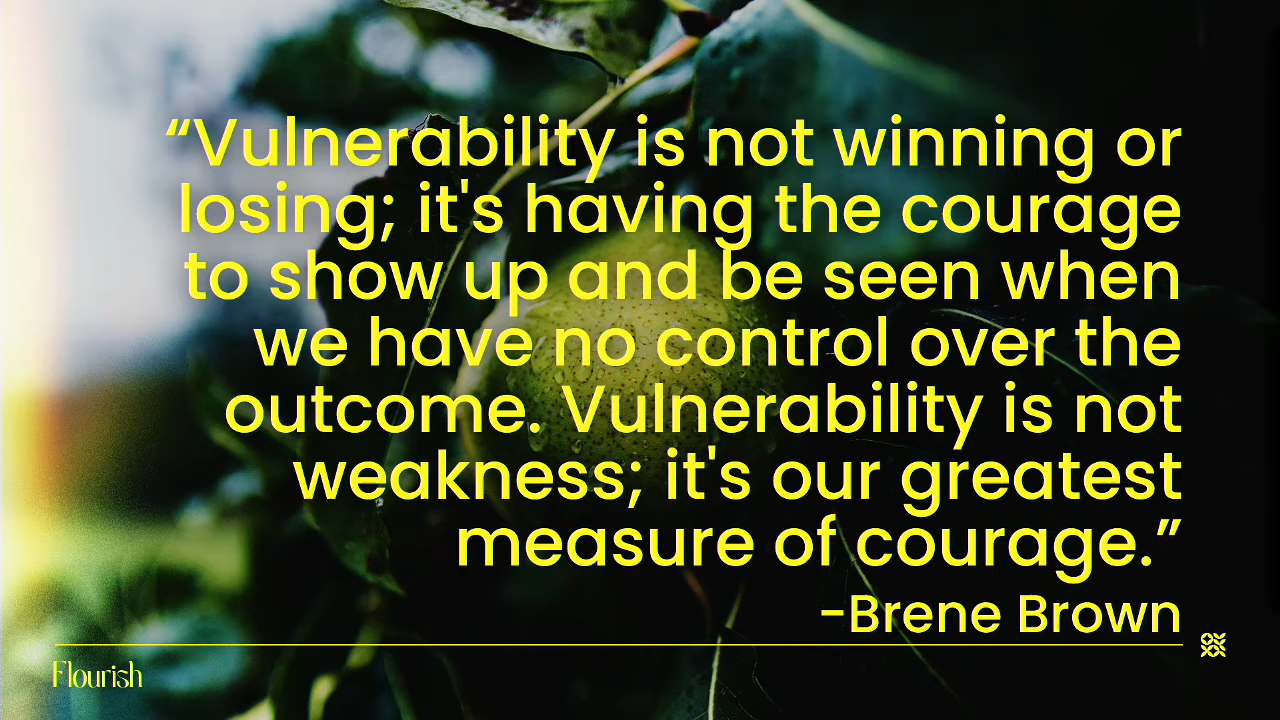 “Vulnerability is not winning or
losing; it's having the courage
to show up and be seen when
we have no control over the
outcome. Vulnerability is not
weakness; it's our greatest
measure of courage.”
-Brene Brown
Flourish